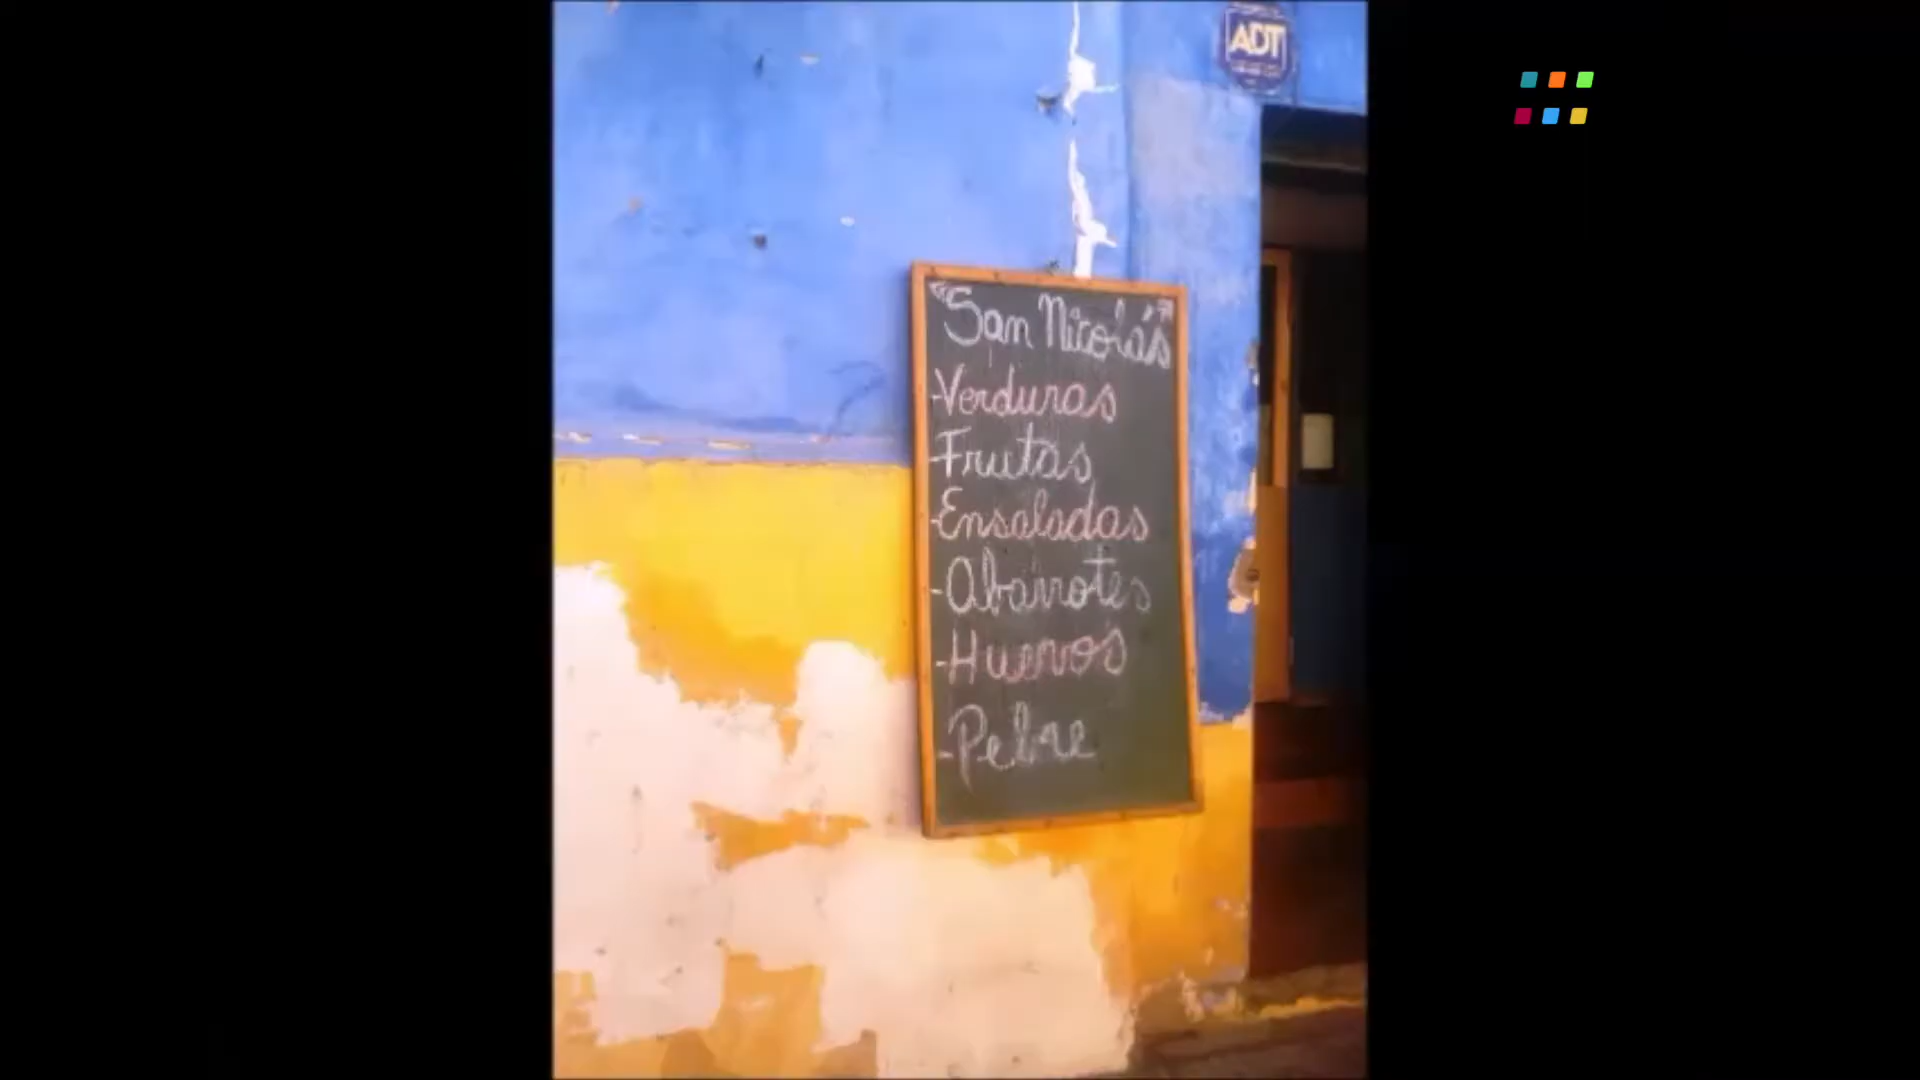 ADT
"San Nicolás"
-Verduras
-Frutas
-Ensaladas
-Abarrotes
-Huevos
-Pebre